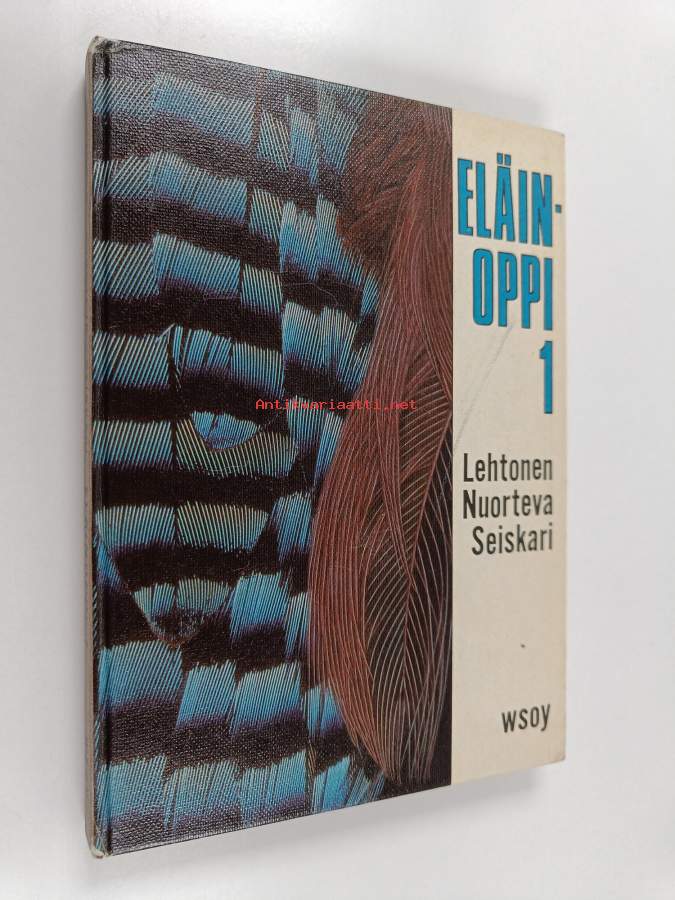 ELÄIN-
OPPI
1
Antikvariaatti.net
Lehtonen
Nuorteva
Seiskari
wsoy